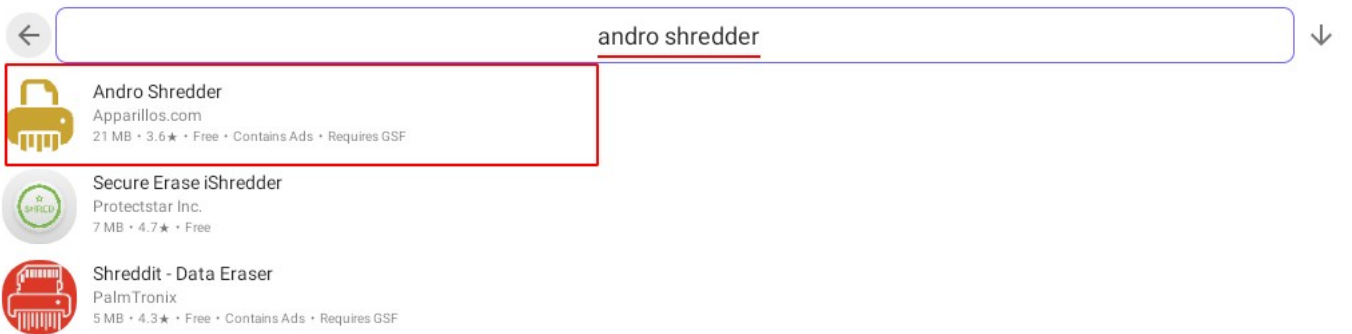 andro shredder
Andro Shredder
Apparillos.com
21 MB • 3.6★ • Free • Contains Ads • Requires GSF
Secure Erase iShredder
Protectstar Inc.
7 MB • 4.7★ • Free
SHRED
Shreddit - Data Eraser
PalmTronix
5 MB • 4.3★ • Free • Contains Ads • Requires GSF